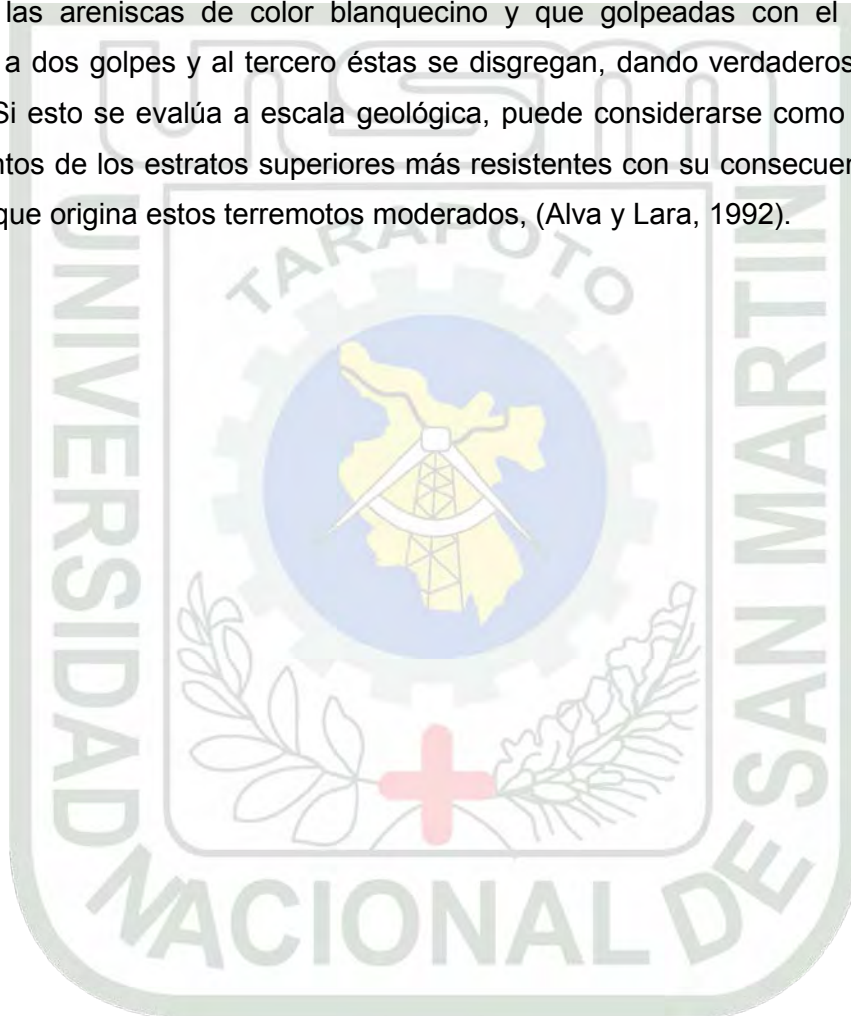 las areniscas de color blanquecino y que golpeadas con el
a dos golpes y al tercero éstas se disgregan, dando verdaderos
Si esto se evalúa a escala geológica, puede considerarse como
ntos de los estratos superiores más resistentes con su consecuen
que origina estos terremotos moderados, (Alva y Lara, 1992).
unsm
TARAPOTO
UNIVERSIDAD
NACIONAL DE
SAN MARTIN